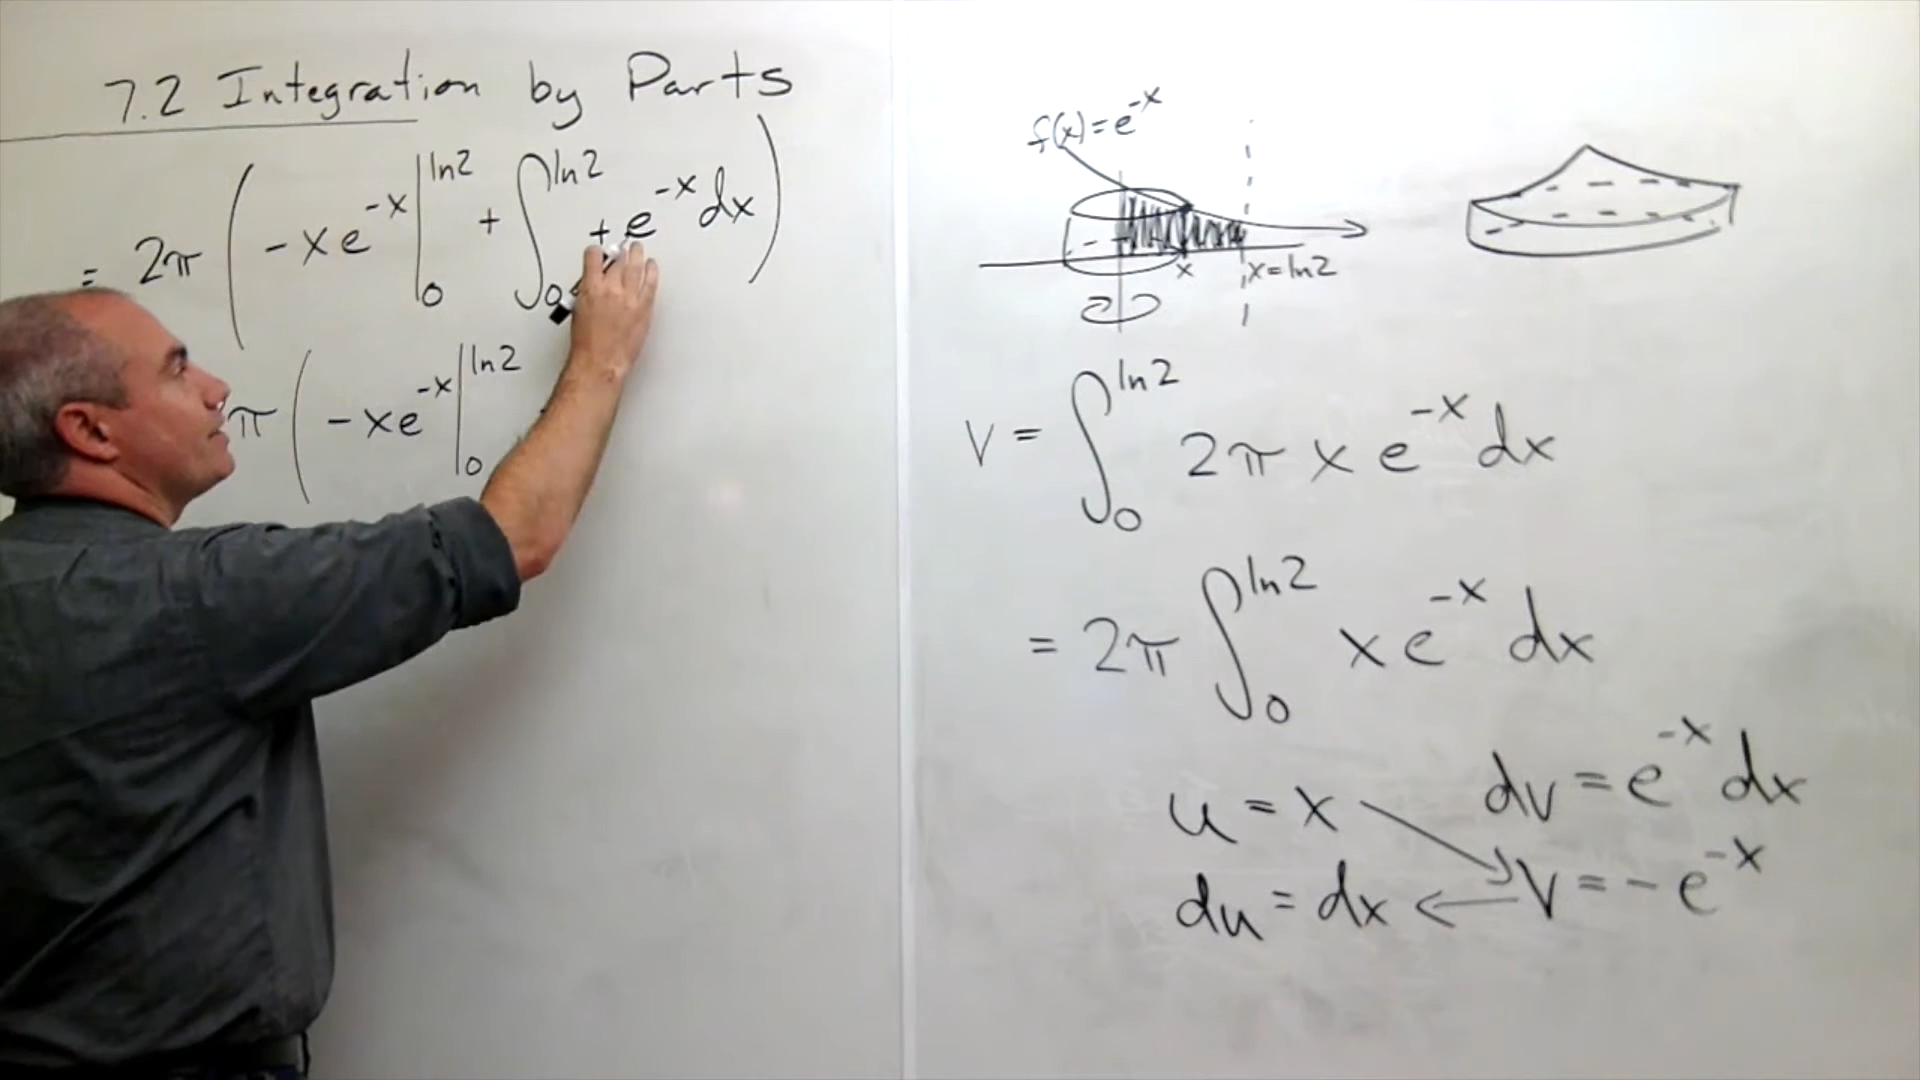 7.2 Integration by Parts
= 2π ( -xe^{-x} |_0^{ln2} + ∫_0^{ln2} + e^{-x} dx )
π ( -xe^{-x} |_0^{ln2}
f(x) = e^{-x}
x x=ln2
V = ∫_0^{ln2} 2π x e^{-x} dx
= 2π ∫_0^{ln2} x e^{-x} dx
u = x dv = e^{-x} dx
du = dx v = -e^{-x}